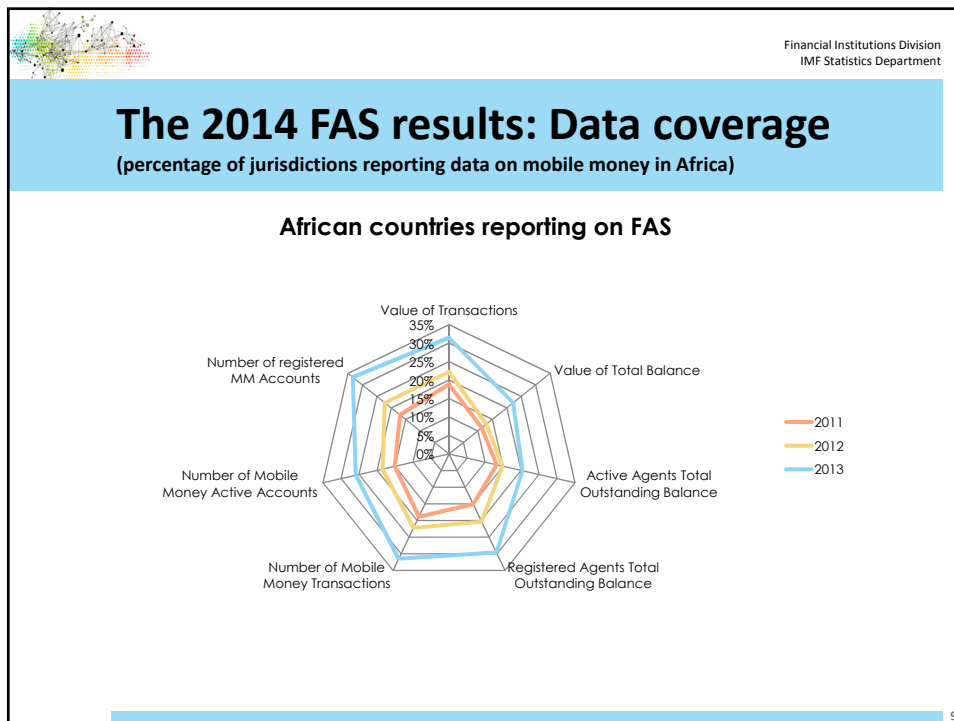 Financial Institutions Division
IMF Statistics Department
The 2014 FAS results: Data coverage
(percentage of jurisdictions reporting data on mobile money in Africa)
African countries reporting on FAS
Value of Transactions
35%
30%
25%
20%
15%
10%
5%
0%
Value of Total Balance
Active Agents Total
Outstanding Balance
Registered Agents Total
Outstanding Balance
Number of Mobile
Money Transactions
Number of Mobile
Money Active Accounts
Number of registered
MM Accounts
2011
2012
2013
9